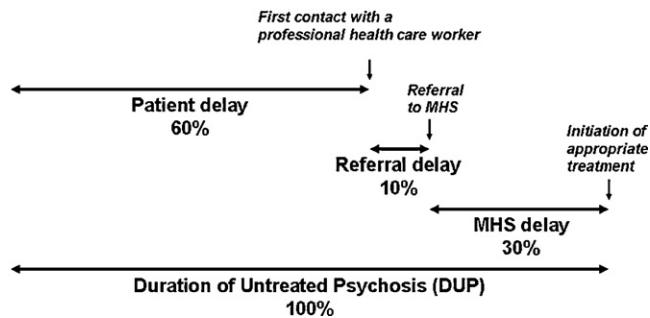 First contact with a
professional health care worker
Patient delay
60%
Referral
to MHS
Referral delay
10%
Initiation of
appropriate
treatment
MHS delay
30%
Duration of Untreated Psychosis (DUP)
100%